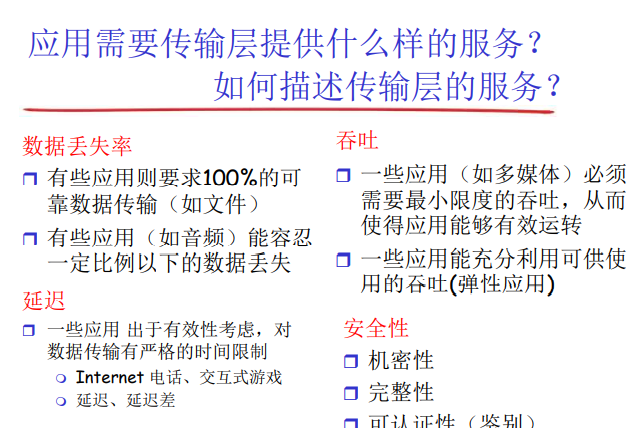 应用需要传输层提供什么样的服务？
如何描述传输层的服务？
数据丢失率
有些应用则要求100%的可
靠数据传输（如文件）
有些应用（如音频）能容忍
一定比例以下的数据丢失
延迟
一些应用 出于有效性考虑，对
数据传输有严格的时间限制
Internet 电话、交互式游戏
延迟、延迟差
吞吐
一些应用（如多媒体）必须
需要最小限度的吞吐，从而
使得应用能够有效运转
一些应用能充分利用可供使
用的吞吐(弹性应用)
安全性
机密性
完整性
可认证性（鉴别）